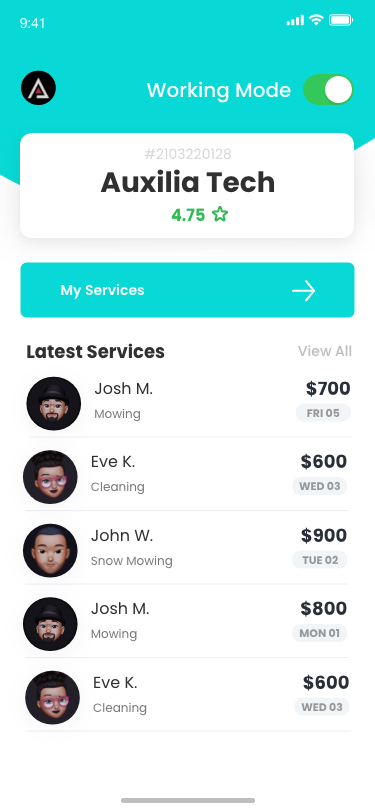 9:41
Working Mode
#2103220128
Auxilia Tech
4.75
My Services
Latest Services View All
Josh M. $700
Mowing FRI 05
Eve K. $600
Cleaning WED 03
John W. $900
Snow Mowing TUE 02
Josh M. $800
Mowing MON 01
Eve K. $600
Cleaning WED 03